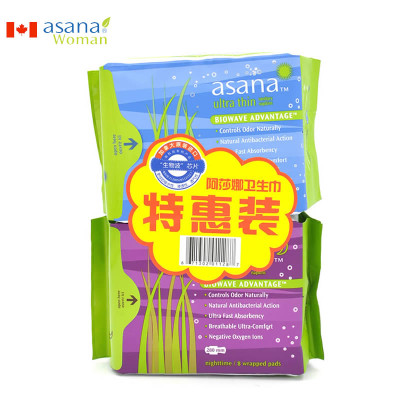 asana
Woman
asana™
ultra thin
BIOWAVE ADVANTAGE™
• Controls Odor Naturally
Natural Antibacterial Action
Fast Absorbency
"生物波"芯片
阿莎娜卫生巾
特惠装
BIOWAVE ADVANTAGE™
• Controls Odor Naturally
• Natural Antibacterial Action
• Ultra Fast Absorbency
• Breathable Ultra-Comfort
• Negative Oxygen Ions
280 mm
nighttime / 8 wrapped pads